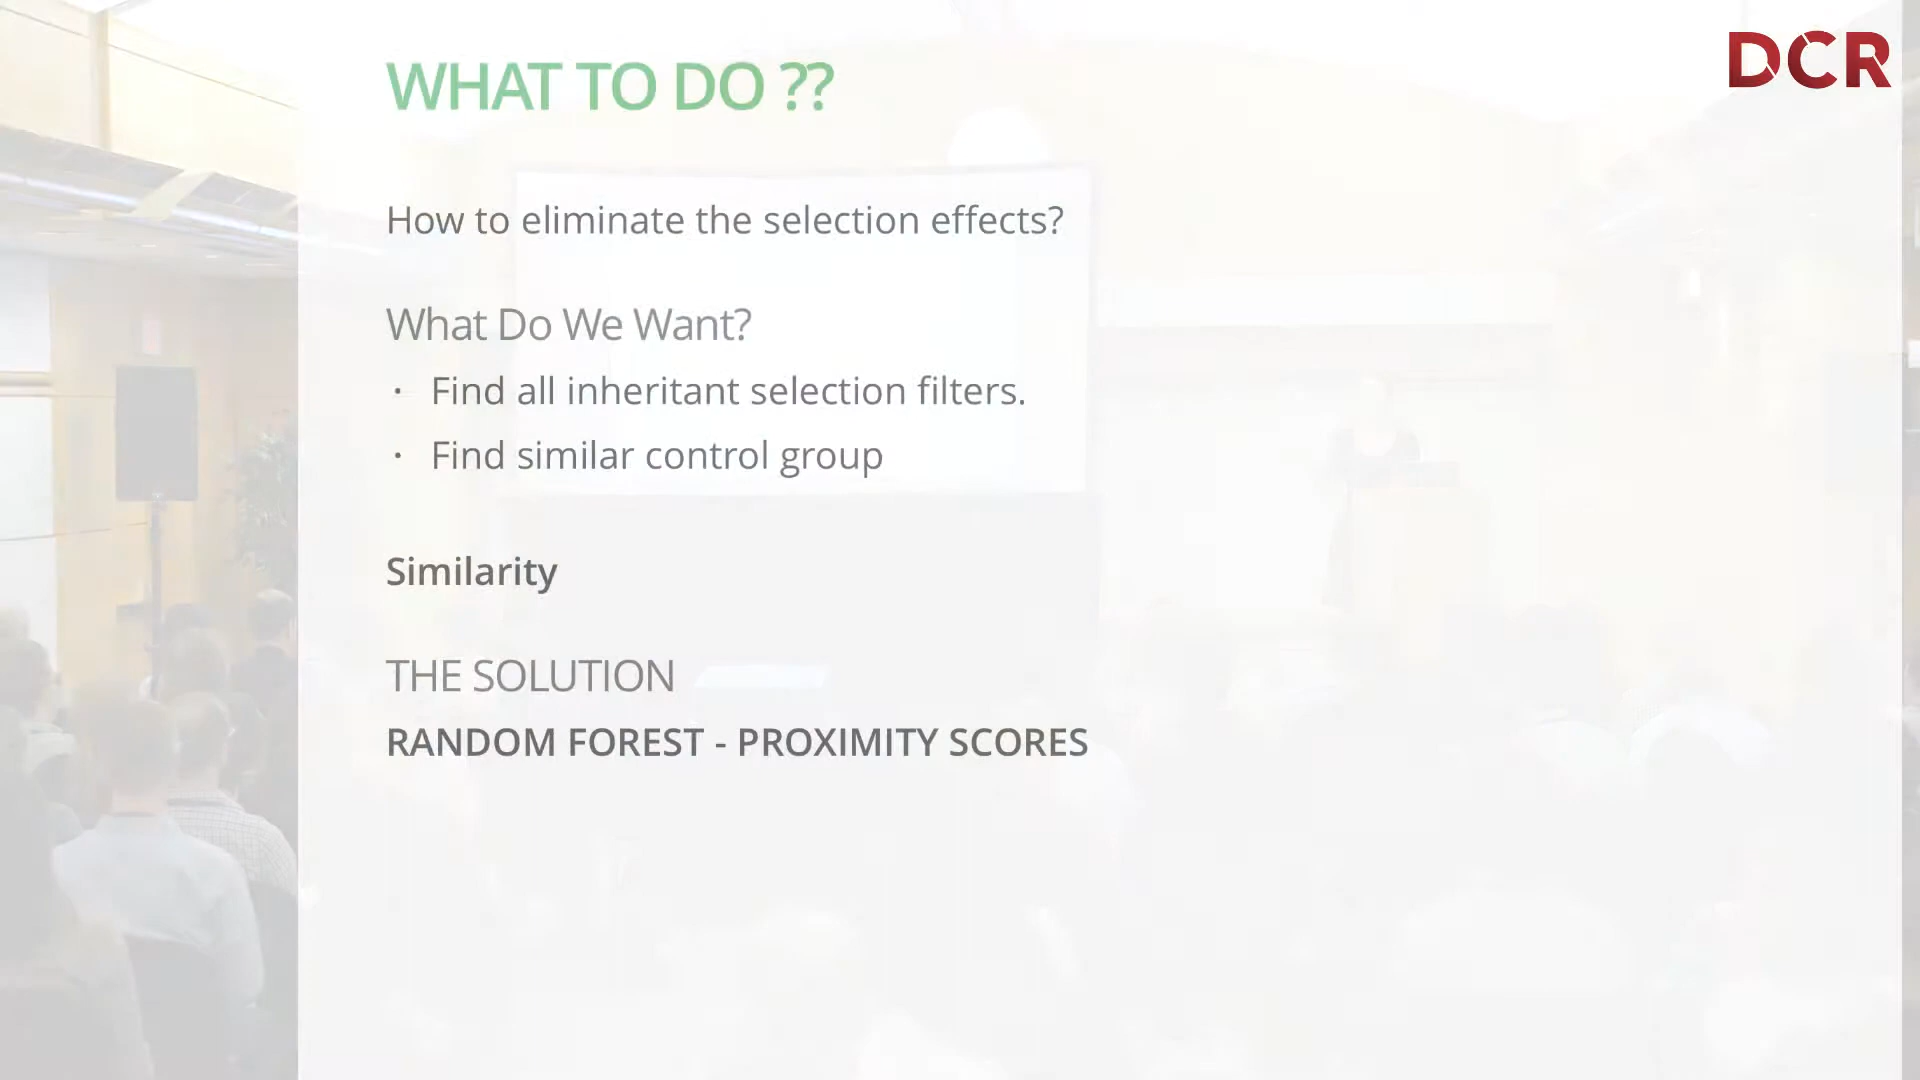 WHAT TO DO ??
DCR
How to eliminate the selection effects?
What Do We Want?
· Find all inheritant selection filters.
· Find similar control group
Similarity
THE SOLUTION
RANDOM FOREST - PROXIMITY SCORES